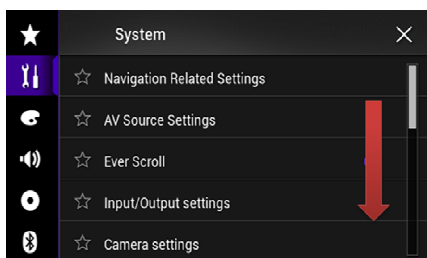 System
Navigation Related Settings
AV Source Settings
Ever Scroll
Input/Output settings
Camera settings